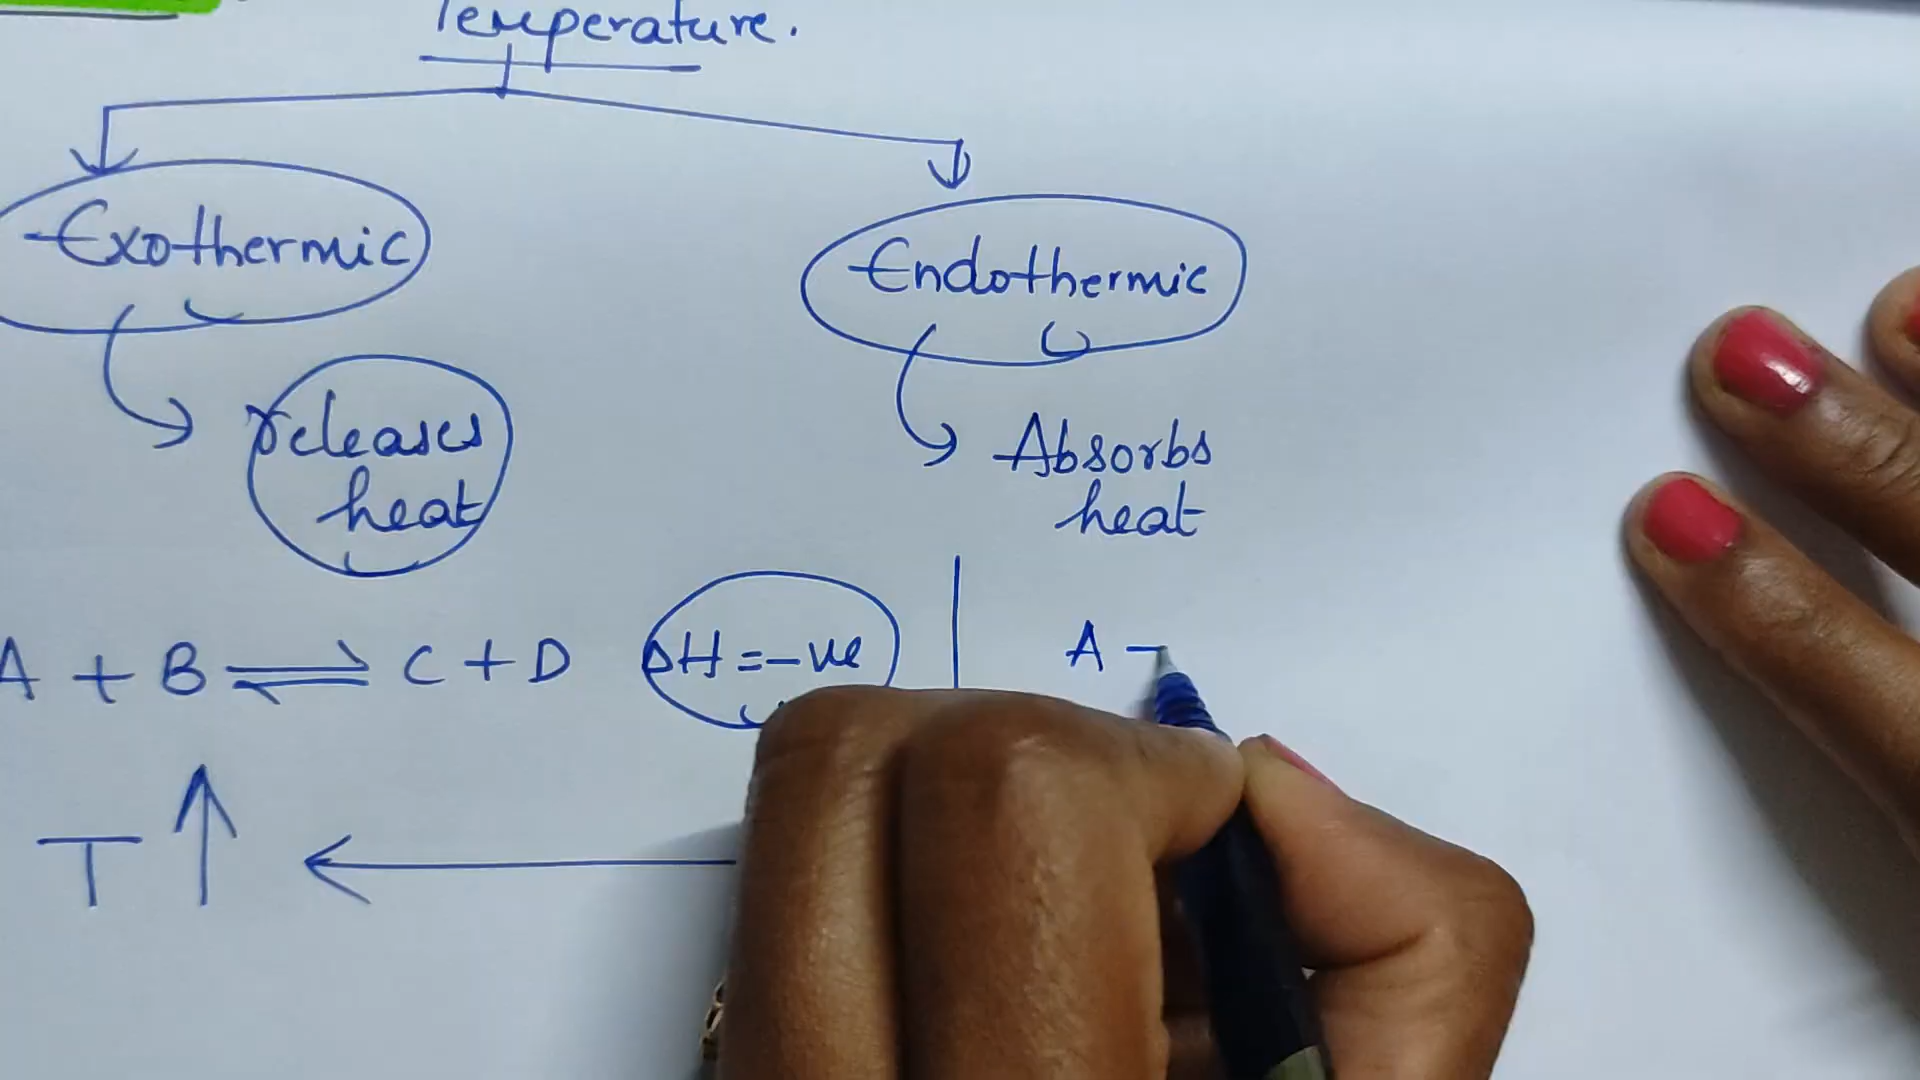 Temperature.
Exothermic
Endothermic
releases
heat
Absorbs
heat
A + B ⇌ C + D ΔH = -ve
A -
T ↑ ←